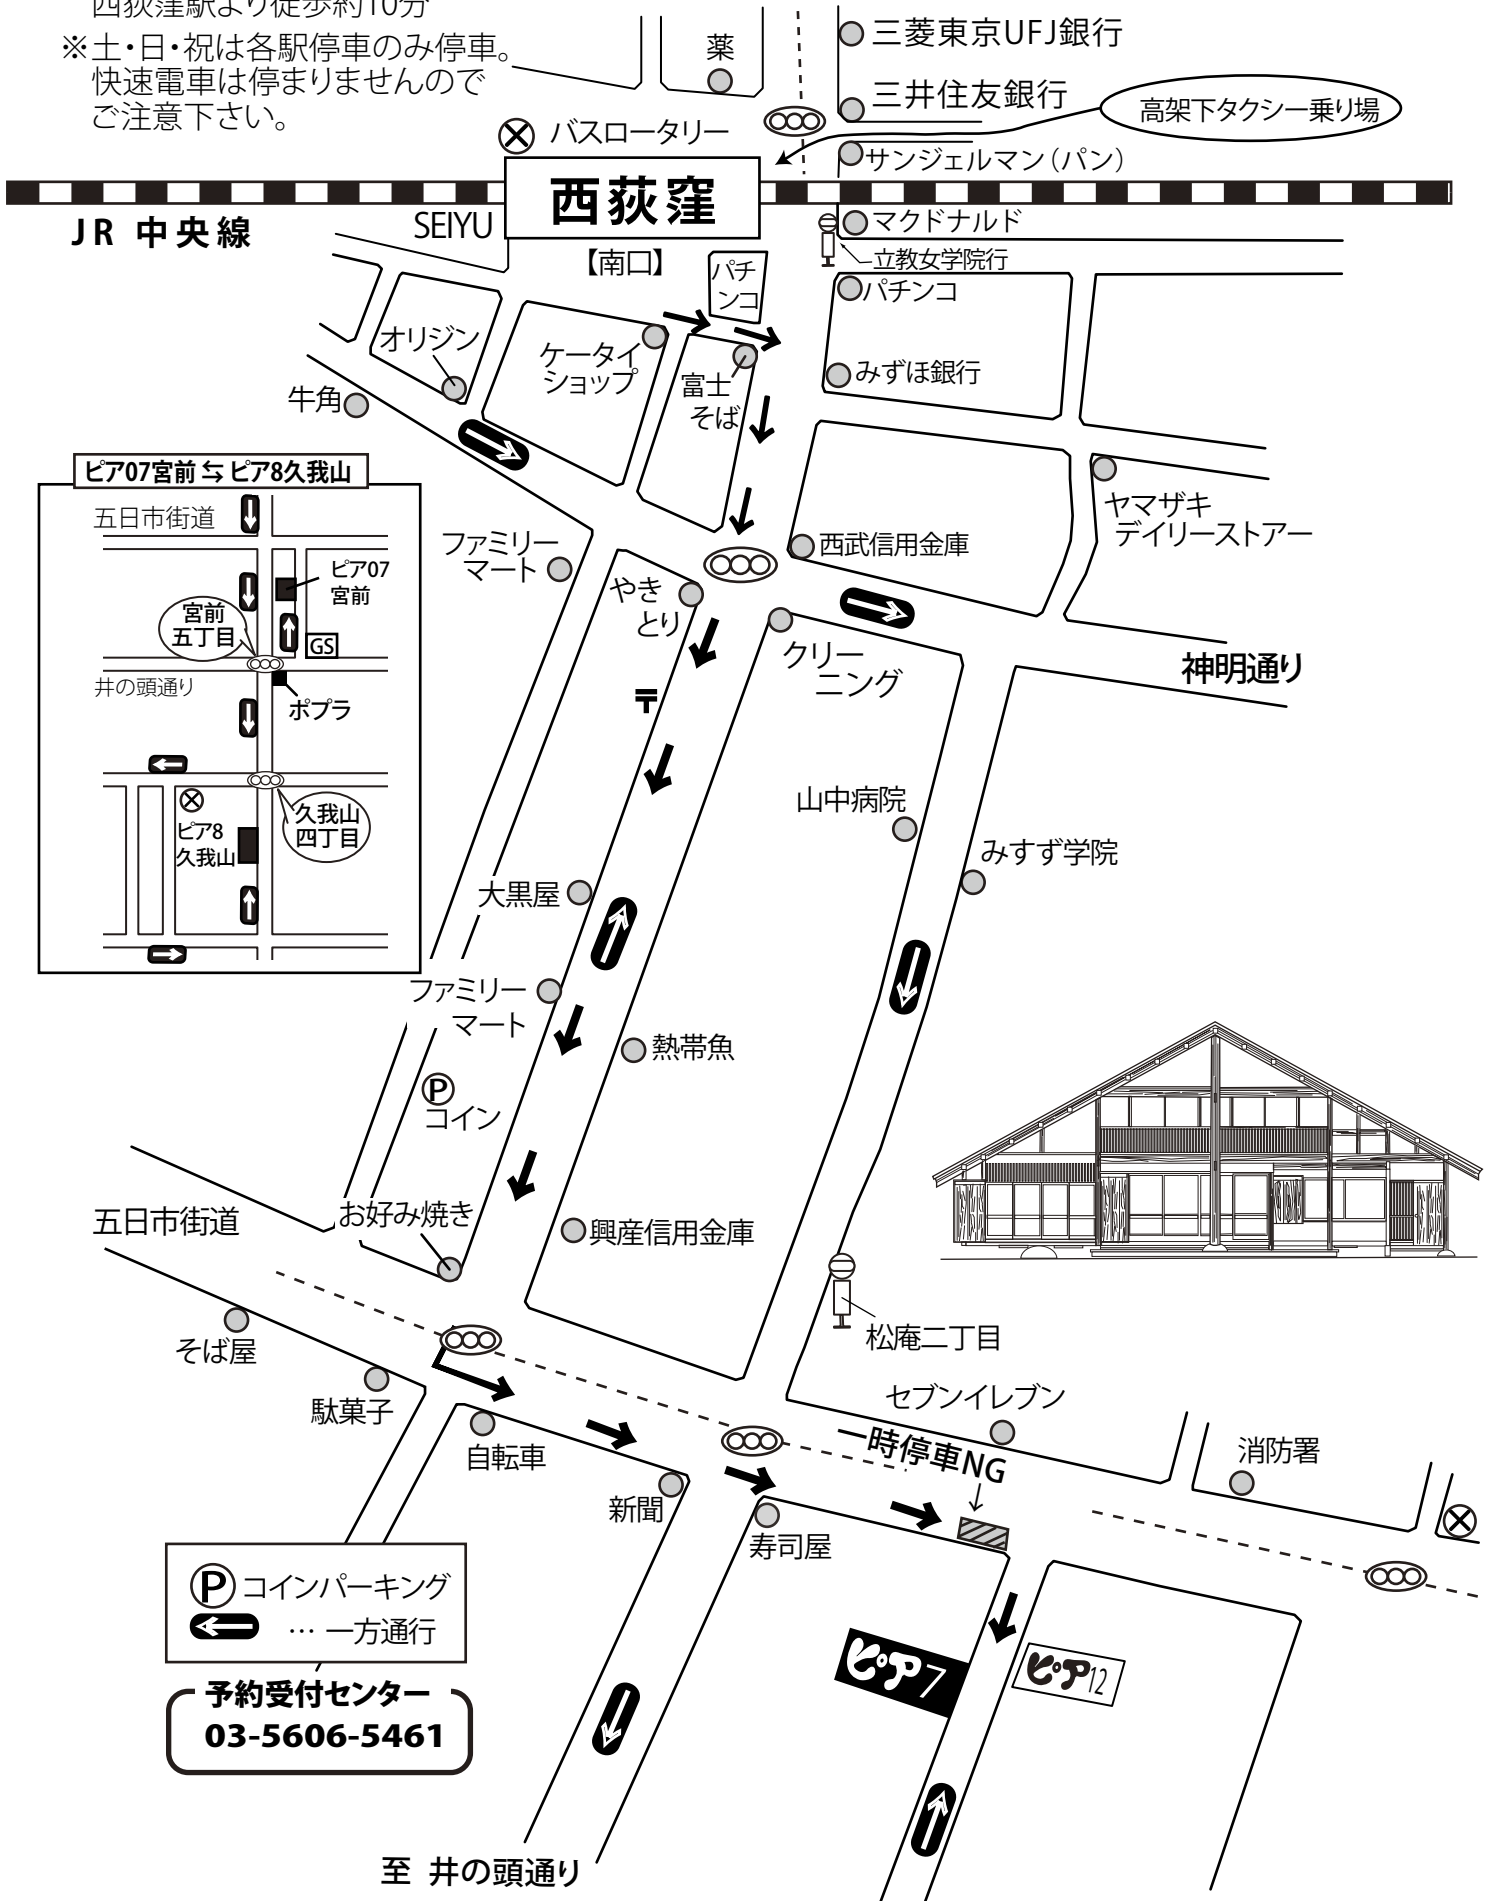 西荻窪駅より徒歩約10分
※土・日・祝は各駅停車のみ停車。
快速電車は停まりませんので
ご注意下さい。
薬
三菱東京UFJ銀行
三井住友銀行
高架下タクシー乗り場
バスロータリー
サンジェルマン（パン）
西荻窪
JR 中央線
SEIYU
マクドナルド
【南口】
立教女学院行
パチ
ンコ
パチンコ
オリジン
ケータイ
ショップ
富士
そば
みずほ銀行
牛角
ピア07宮前 ⇆ ピア8久我山
五日市街道
ピア07
宮前
宮前
五丁目
GS
井の頭通り
ポプラ
久我山
四丁目
ピア8
久我山
ヤマザキ
デイリーストアー
ファミリー
マート
西武信用金庫
やき
とり
クリー
ニング
神明通り
〒
山中病院
みすず学院
大黒屋
ファミリー
マート
熱帯魚
P
コイン
五日市街道
お好み焼き
興産信用金庫
そば屋
松庵二丁目
駄菓子
セブンイレブン
自転車
一時停車NG
消防署
新聞
寿司屋
P コインパーキング
… 一方通行
ピア7
ピア12
予約受付センター
03-5606-5461
至 井の頭通り